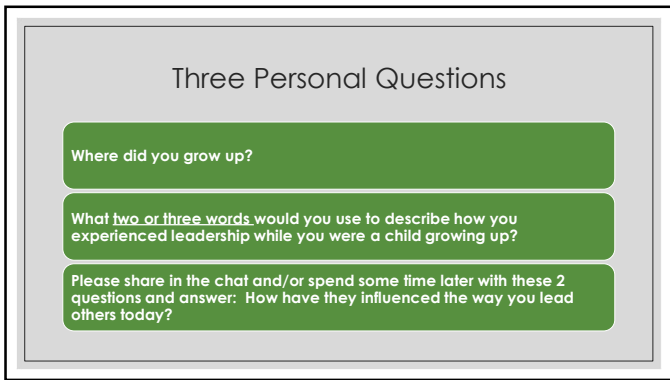 Three Personal Questions
Where did you grow up?
What two or three words would you use to describe how you
experienced leadership while you were a child growing up?
Please share in the chat and/or spend some time later with these 2
questions and answer:  How have they influenced the way you lead
others today?